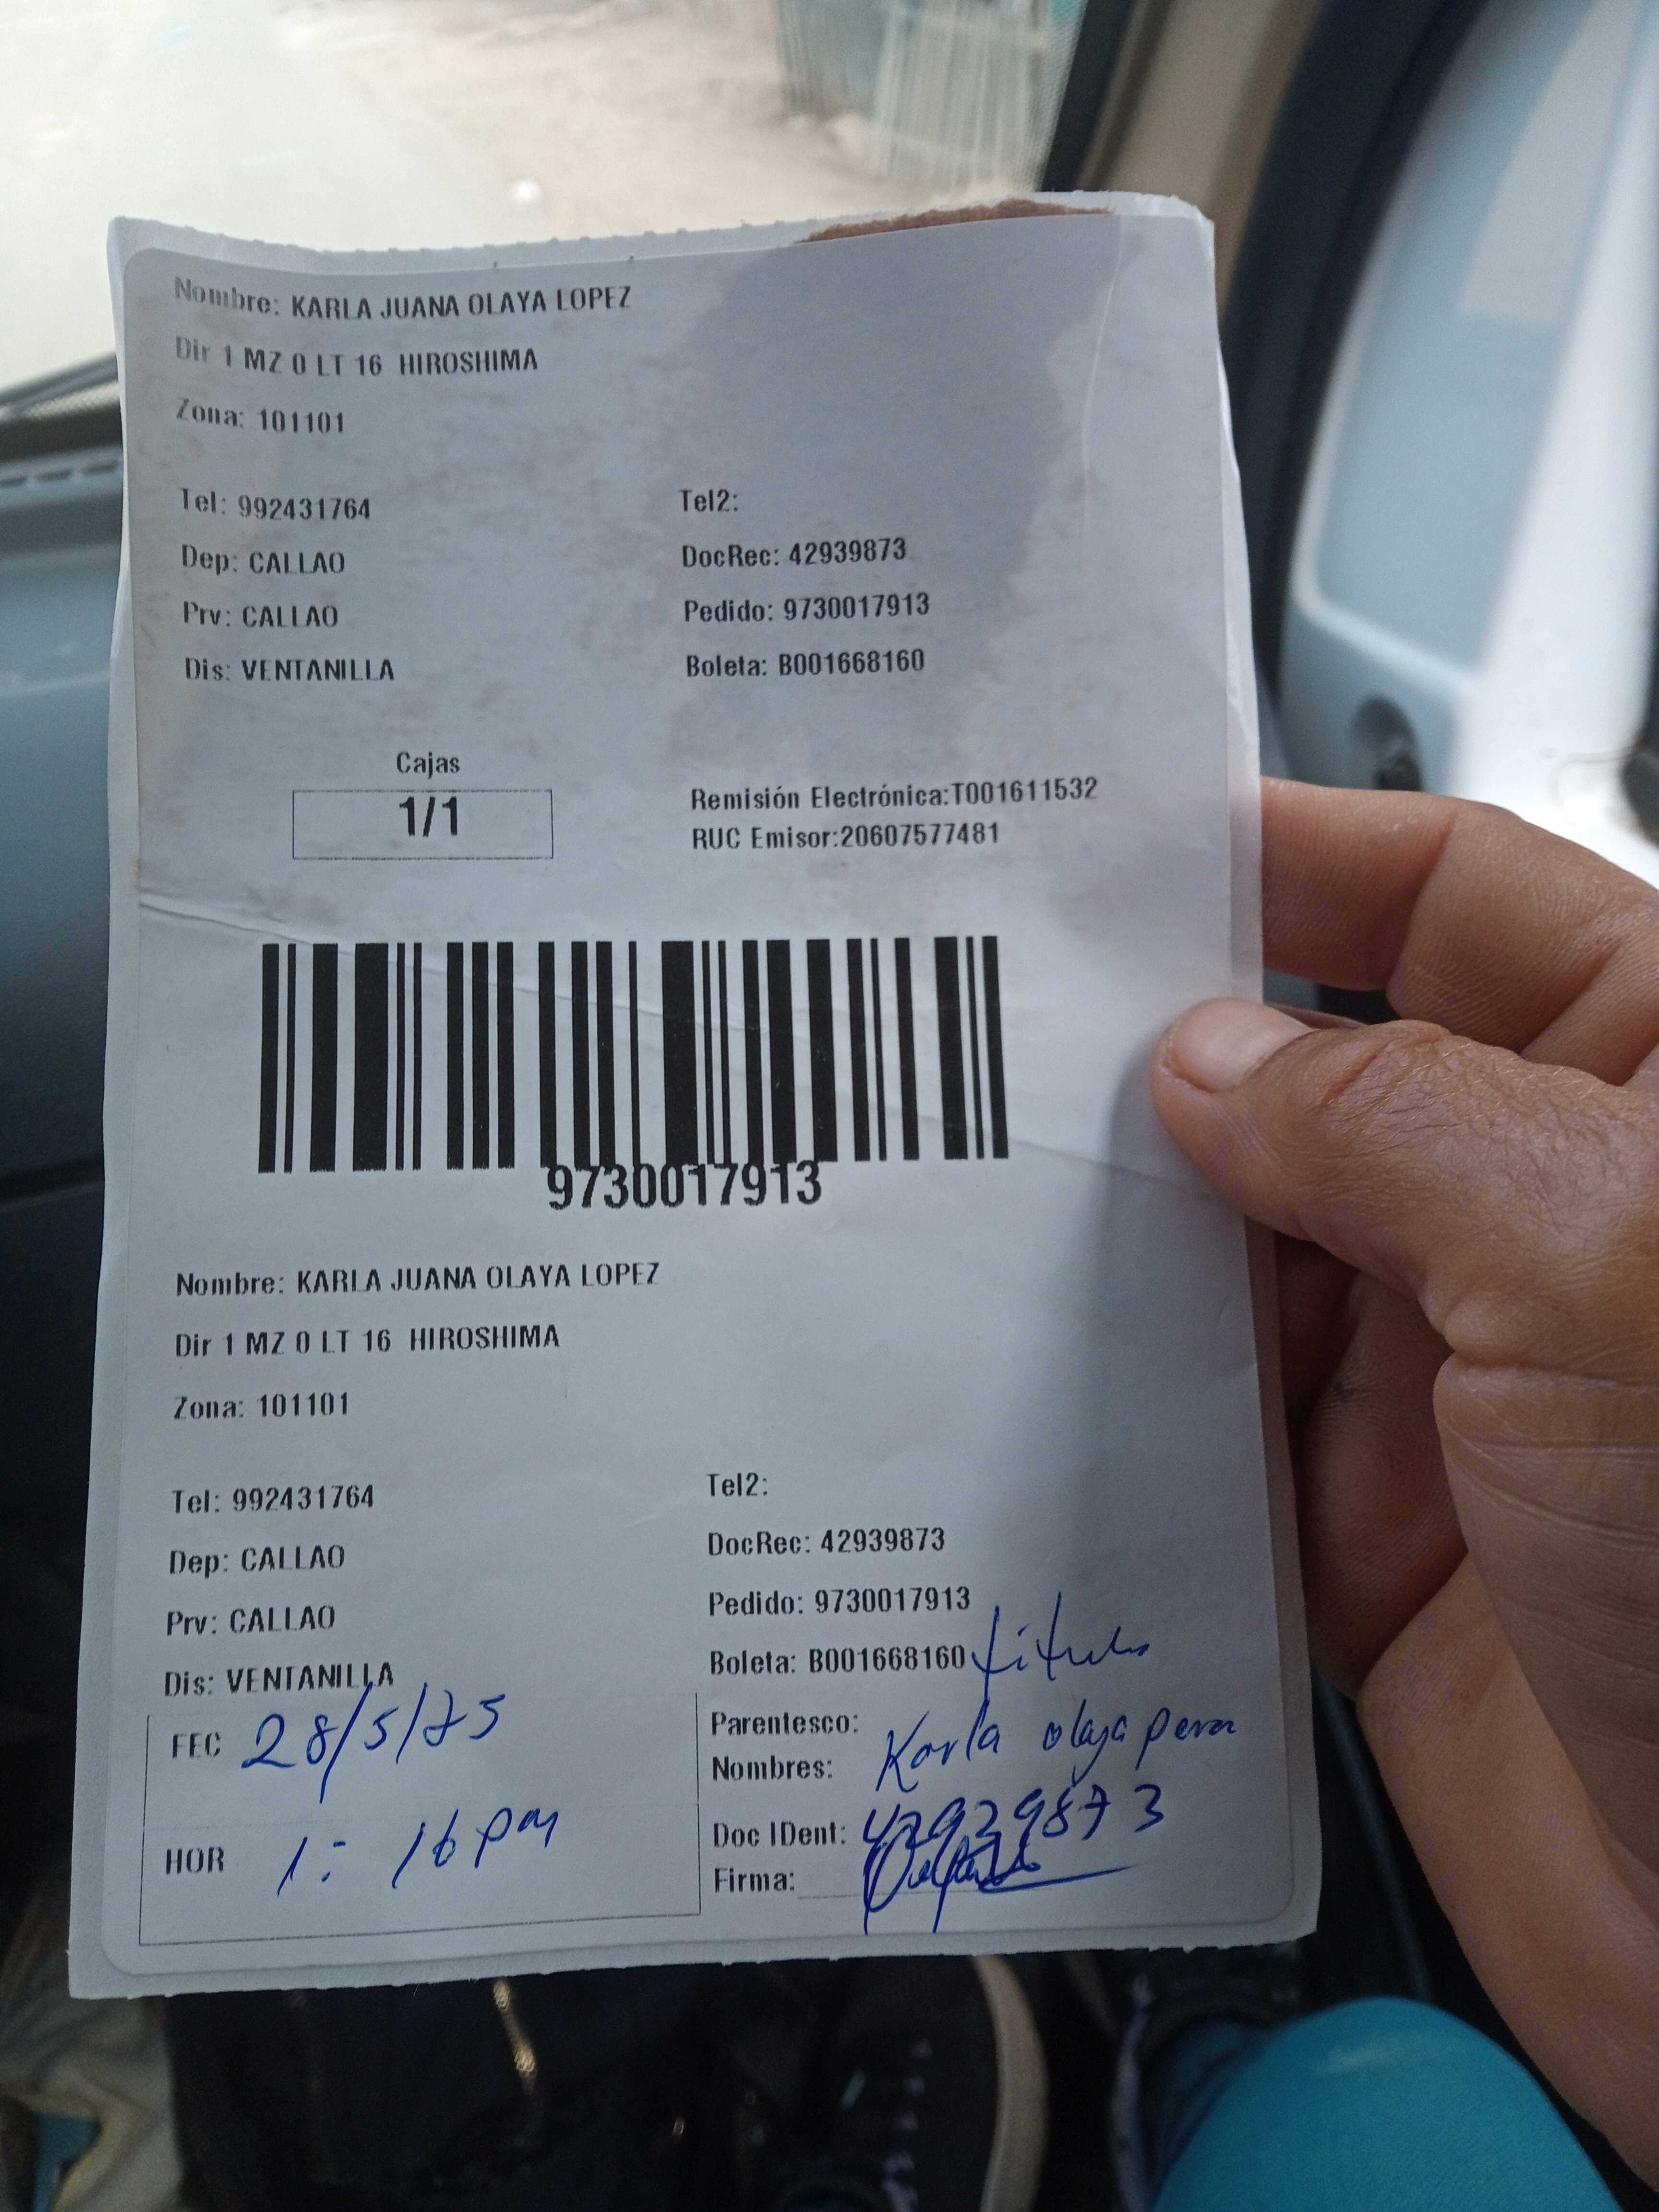 Nombre: KARLA JUANA OLAYA LOPEZ
Dir 1 MZ O LT 16 HIROSHIMA
Zona: 101101
Tel: 992431764 Tel2:
Dep: CALLAO DocRec: 42939873
Prv: CALLAO Pedido: 9730017913
Dis: VENTANILLA Boleta: B001668160
Cajas
1/1
Remisión Electrónica:T001611532
RUC Emisor:20607577481
9730017913
Nombre: KARLA JUANA OLAYA LOPEZ
Dir 1 MZ O LT 16 HIROSHIMA
Zona: 101101
Tel: 992431764 Tel2:
Dep: CALLAO DocRec: 42939873
Prv: CALLAO Pedido: 9730017913
Dis: VENTANILLA Boleta: B001668160
FEC 28/5/25 Parentesco:
Nombres: Karla olaya
HOR 1: 16 pm Doc IDent: 42939873
Firma: